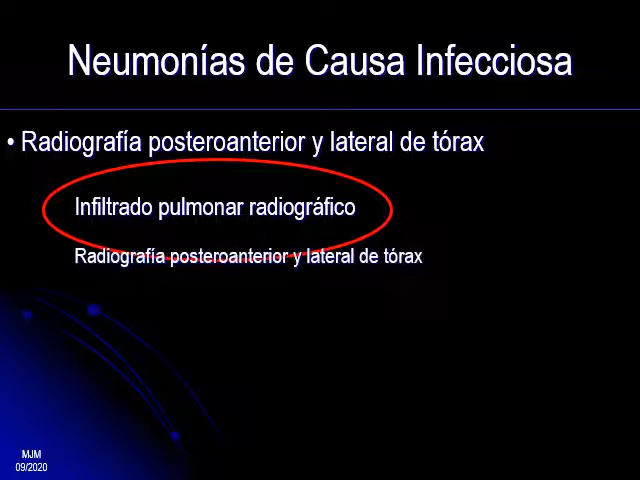 Neumonías de Causa Infecciosa
• Radiografía posteroanterior y lateral de tórax
Infiltrado pulmonar radiográfico
Radiografía posteroanterior y lateral de tórax
MJM
09/2020